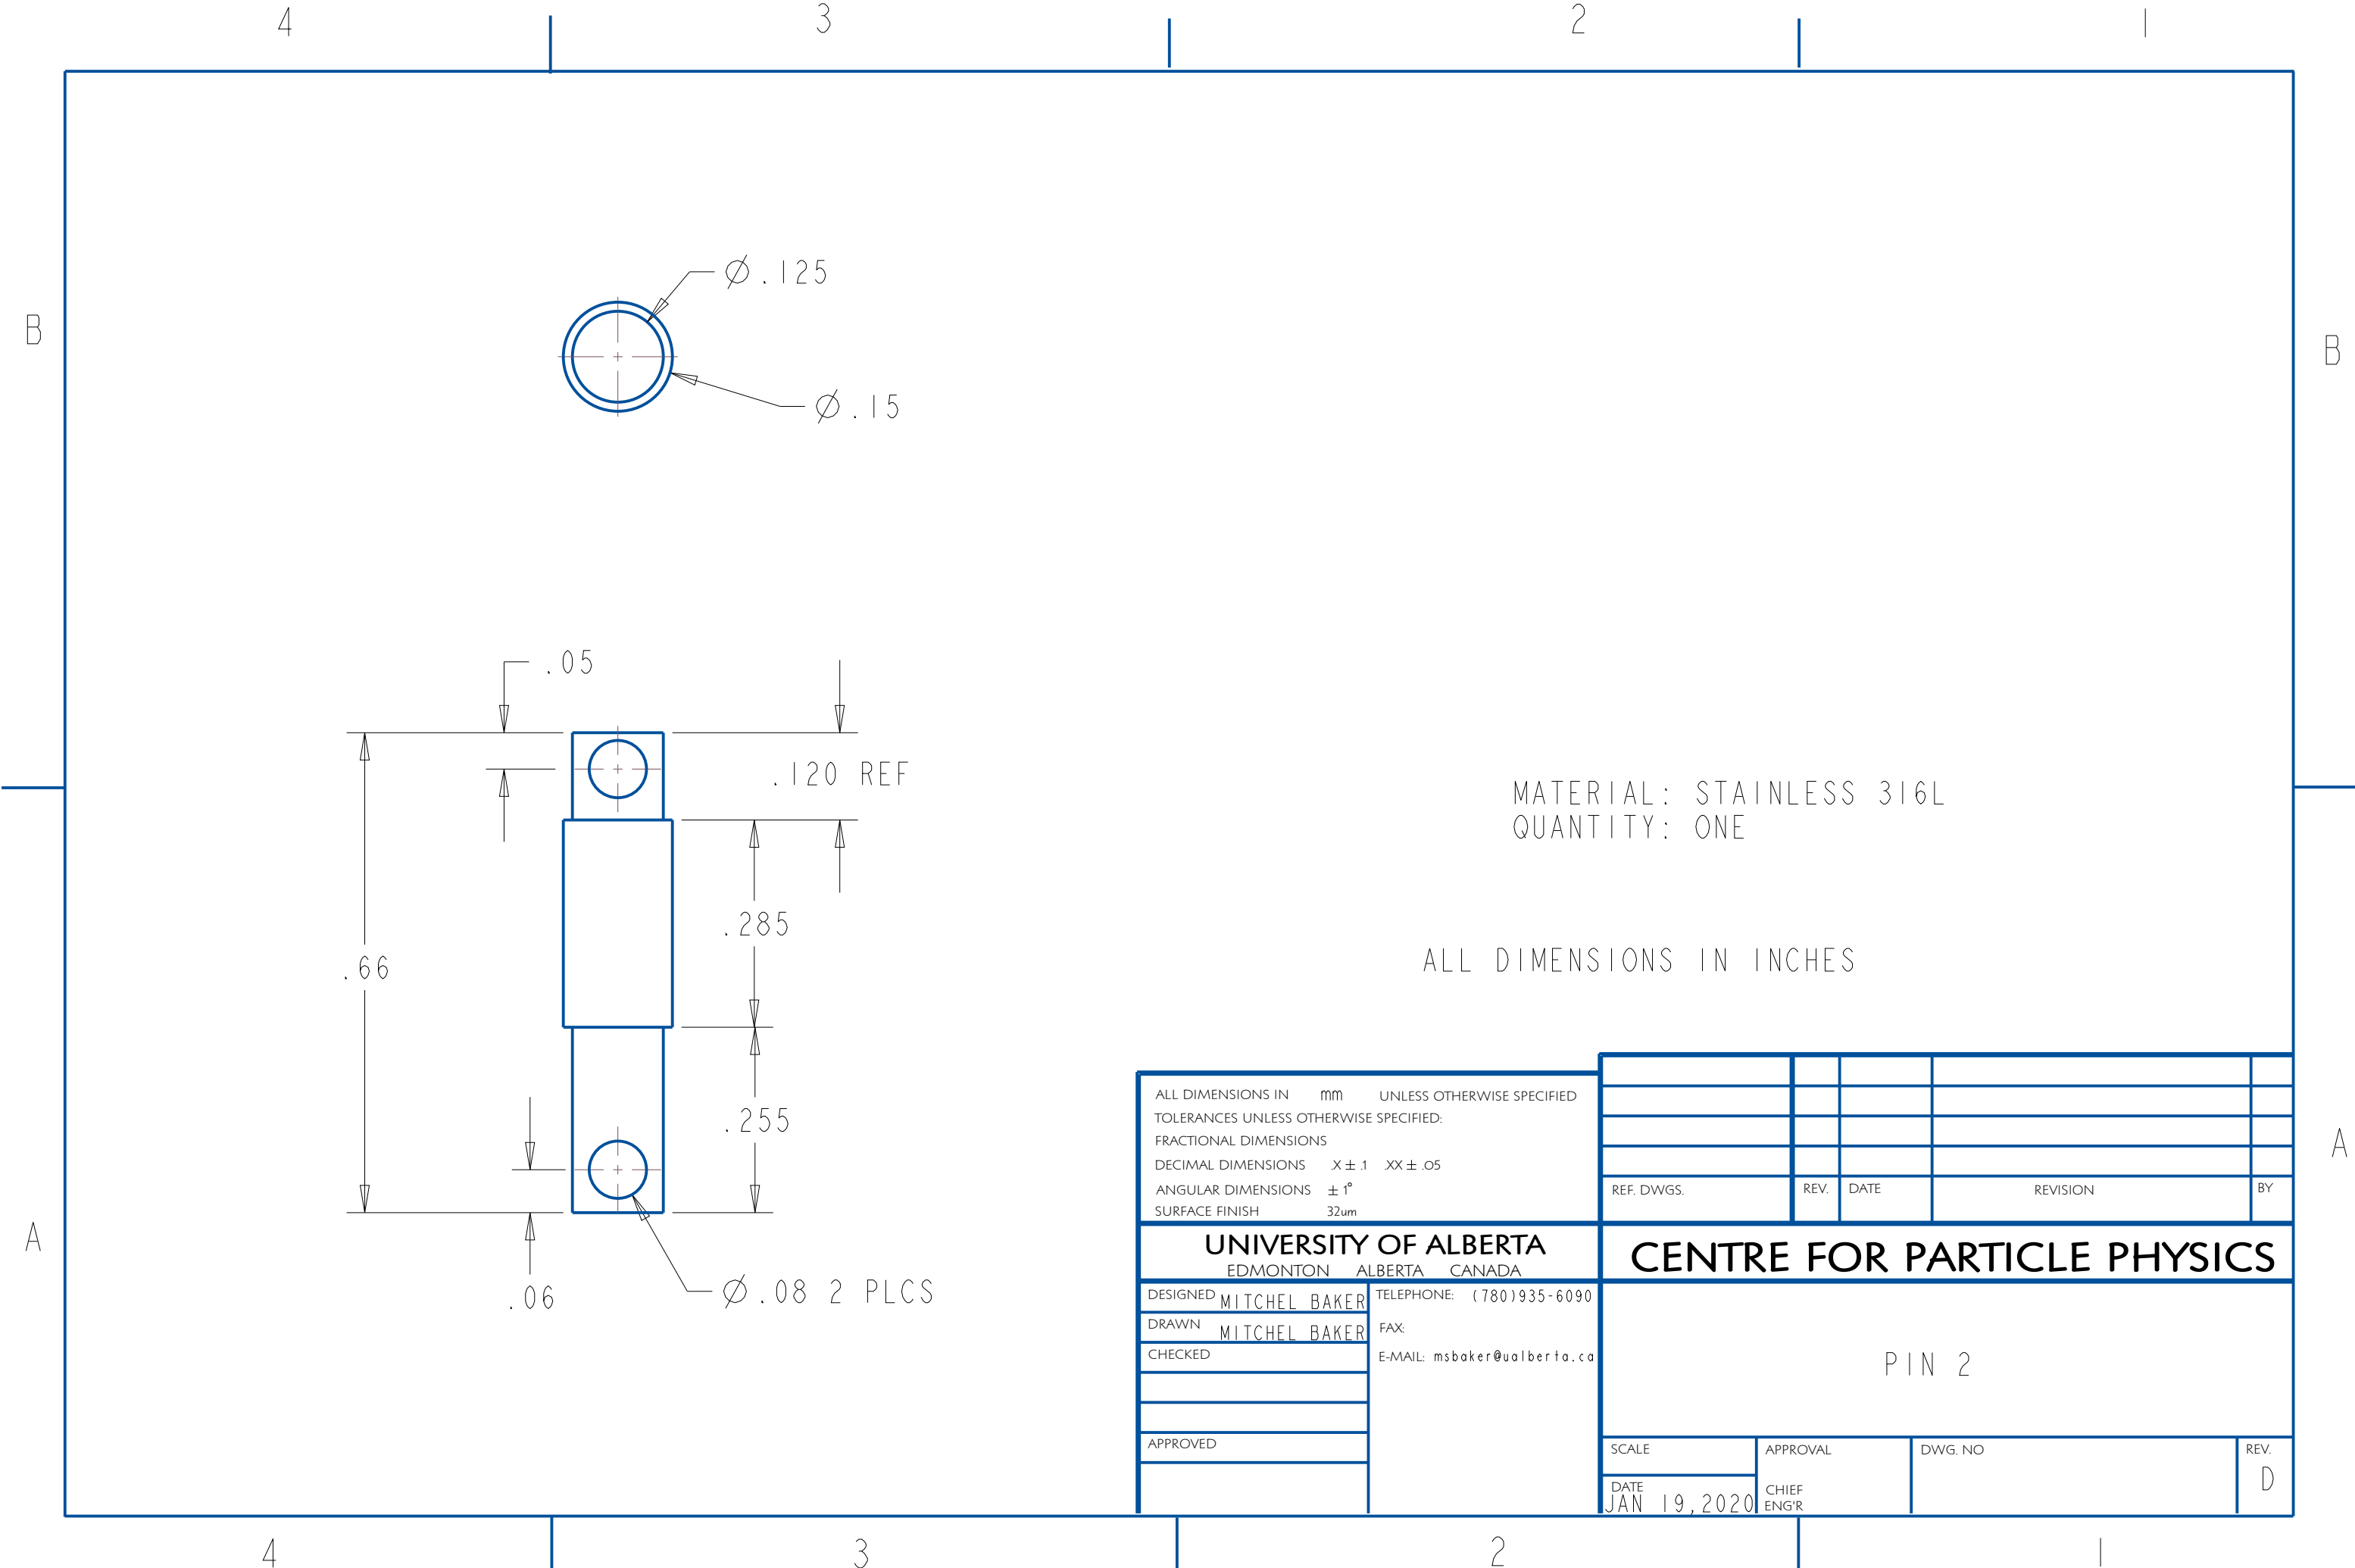 4 3 2 1
B B
Ø.125
Ø.15
.05
.120 REF
.285
.66
.255
.06
Ø.08 2 PLCS
MATERIAL: STAINLESS 316L
QUANTITY: ONE
ALL DIMENSIONS IN INCHES
A A
ALL DIMENSIONS IN mm UNLESS OTHERWISE SPECIFIED
TOLERANCES UNLESS OTHERWISE SPECIFIED:
FRACTIONAL DIMENSIONS
DECIMAL DIMENSIONS .X ± .1 .XX ± .05
ANGULAR DIMENSIONS ± 1°
SURFACE FINISH 32um
REF. DWGS. REV. DATE REVISION BY
UNIVERSITY OF ALBERTA
EDMONTON ALBERTA CANADA
CENTRE FOR PARTICLE PHYSICS
DESIGNED MITCHEL BAKER
DRAWN MITCHEL BAKER
CHECKED
APPROVED
TELEPHONE: (780)935-6090
FAX:
E-MAIL: msbaker@ualberta.ca
PIN 2
SCALE
DATE
JAN 19,2020
APPROVAL
CHIEF
ENG'R
DWG. NO
REV.
D
4 3 2 1